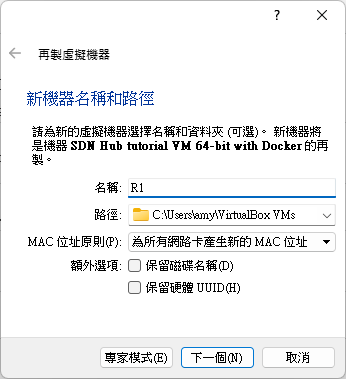 ?
再製虛擬機器
新機器名稱和路徑
請為新的虛擬機器選擇名稱和資料夾 (可選)。 新機器將
是機器 SDN Hub tutorial VM 64-bit with Docker 的再
製。
名稱: R1
路徑: C:\Users\amy\VirtualBox VMs
MAC 位址原則(P): 為所有網路卡產生新的 MAC 位址
額外選項: 保留磁碟名稱(D)
保留硬體 UUID(H)
專家模式(E) 下一個(N) 取消